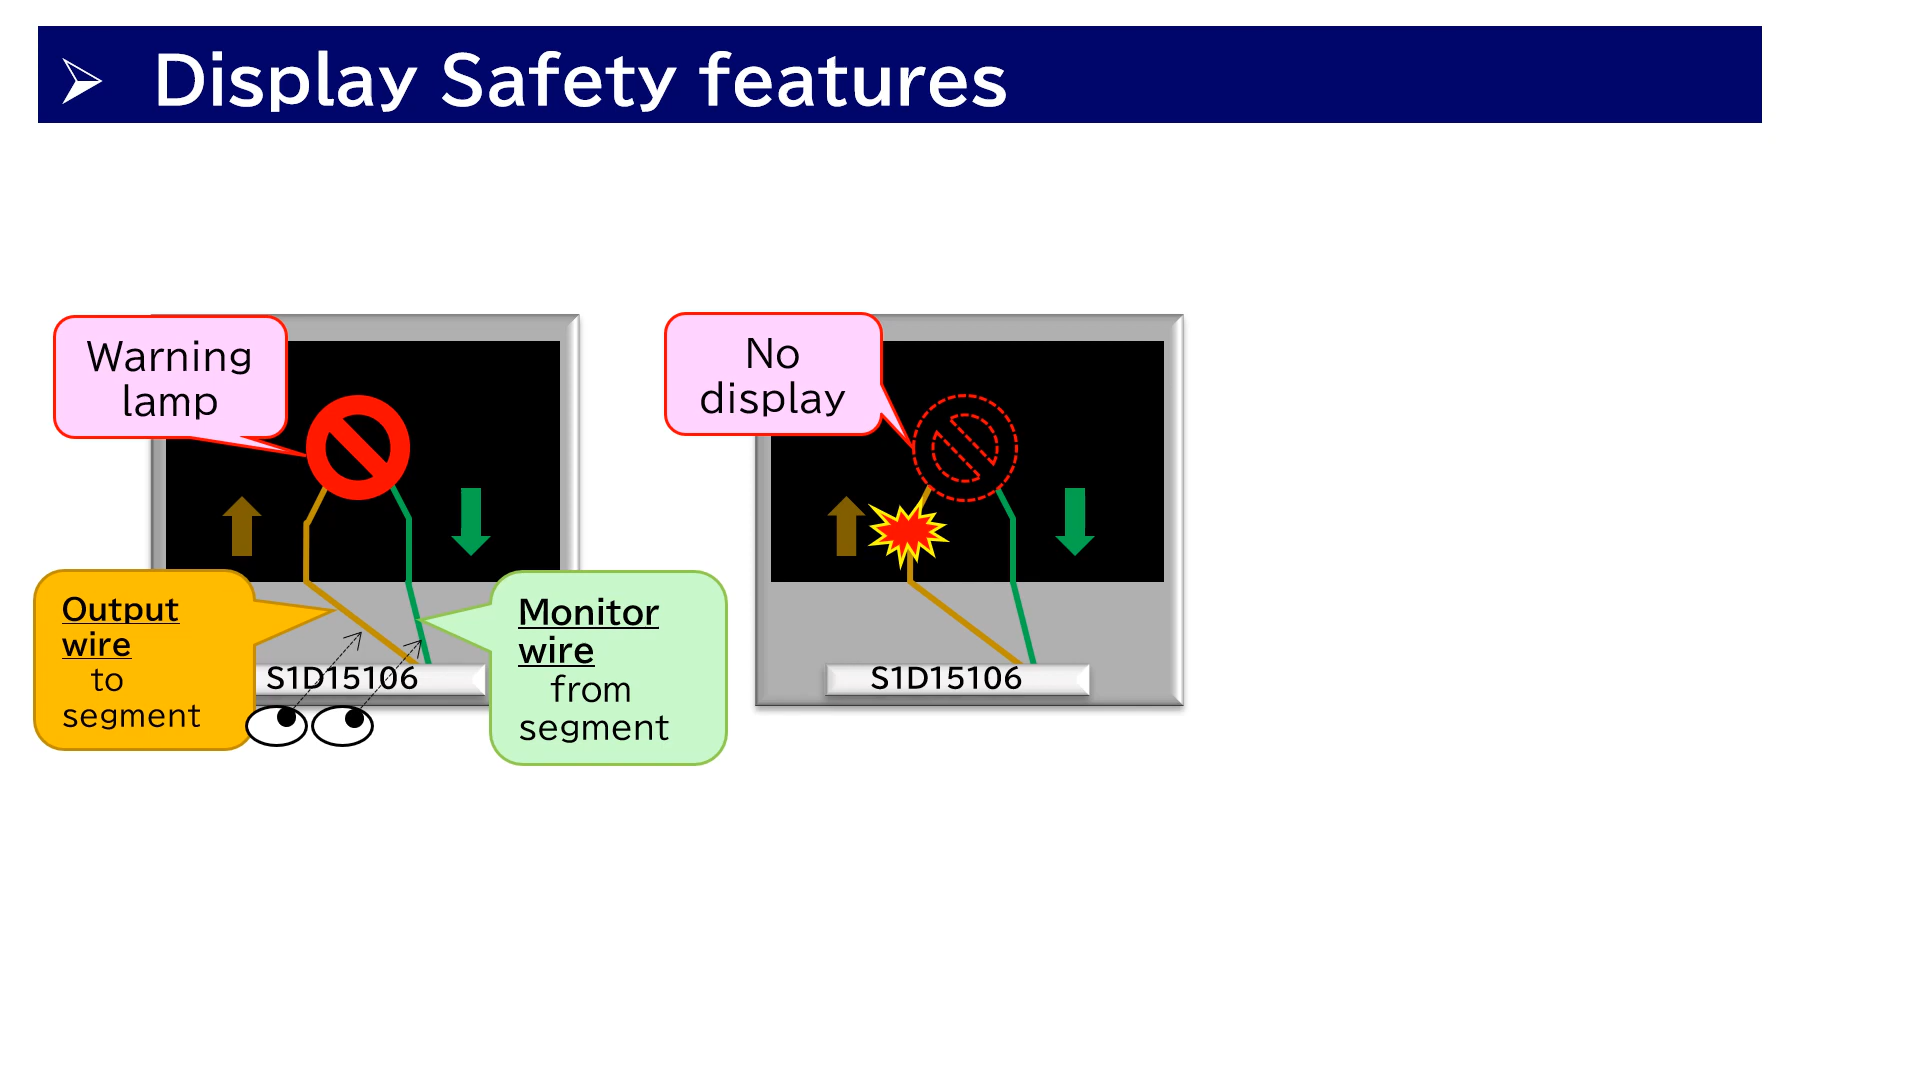 Display Safety features
Warning
lamp
Output
wire
to
segment
S1D15106
Monitor
wire
from
segment
No
display
S1D15106